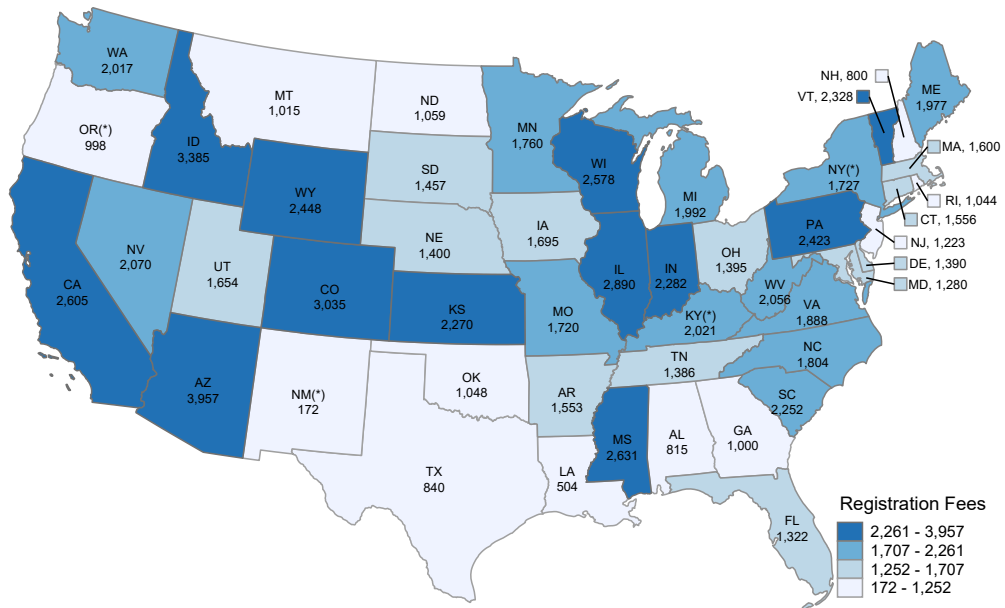 WA
2,017
OR(*)
998
CA
2,605
ID
3,385
NV
2,070
MT
1,015
WY
2,448
UT
1,654
AZ
3,957
CO
3,035
NM(*)
172
ND
1,059
SD
1,457
NE
1,400
KS
2,270
OK
1,048
TX
840
MN
1,760
IA
1,695
MO
1,720
AR
1,553
LA
504
WI
2,578
IL
2,890
MS
2,631
MI
1,992
IN
2,282
KY(*)
2,021
TN
1,386
AL
815
OH
1,395
WV
2,056
GA
1,000
FL
1,322
SC
2,252
NC
1,804
VA
1,888
PA
2,423
NY(*)
1,727
NH, 800
VT, 2,328
ME
1,977
MA, 1,600
RI, 1,044
CT, 1,556
NJ, 1,223
DE, 1,390
MD, 1,280
Registration Fees
2,261 - 3,957
1,707 - 2,261
1,252 - 1,707
172 - 1,252